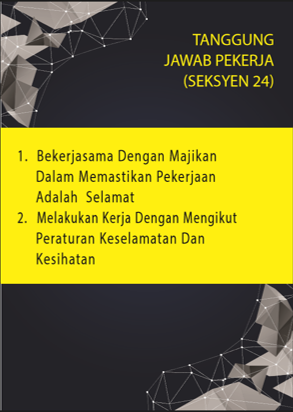 TANGGUNG
JAWAB PEKERJA
(SEKSYEN 24)
1. Bekerjasama Dengan Majikan
Dalam Memastikan Pekerjaan
Adalah Selamat
2. Melakukan Kerja Dengan Mengikut
Peraturan Keselamatan Dan
Kesihatan